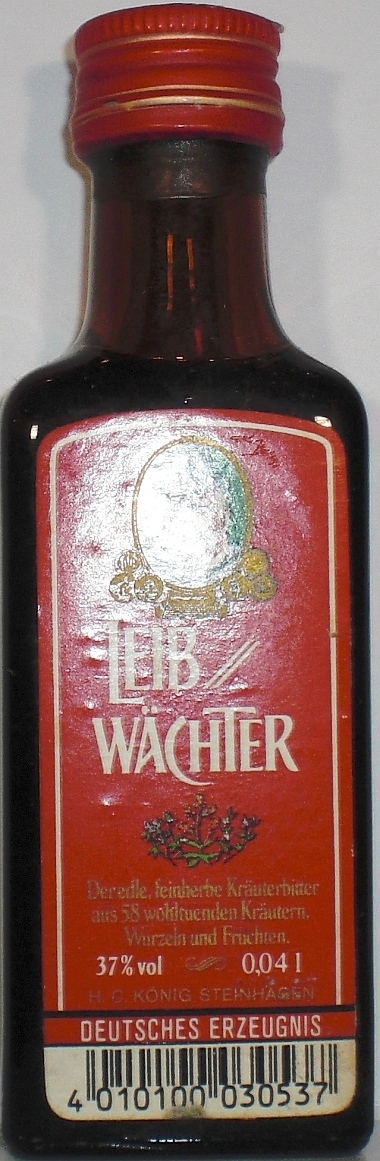 LEIB
WÄCHTER
Der edle, feinherbe Kräuterbitter
aus 58 wohltuenden Kräutern,
Wurzeln und Früchten.
37% vol 0,04 l
H. C. KÖNIG STEINHAGEN
DEUTSCHES ERZEUGNIS
4 010100 030537